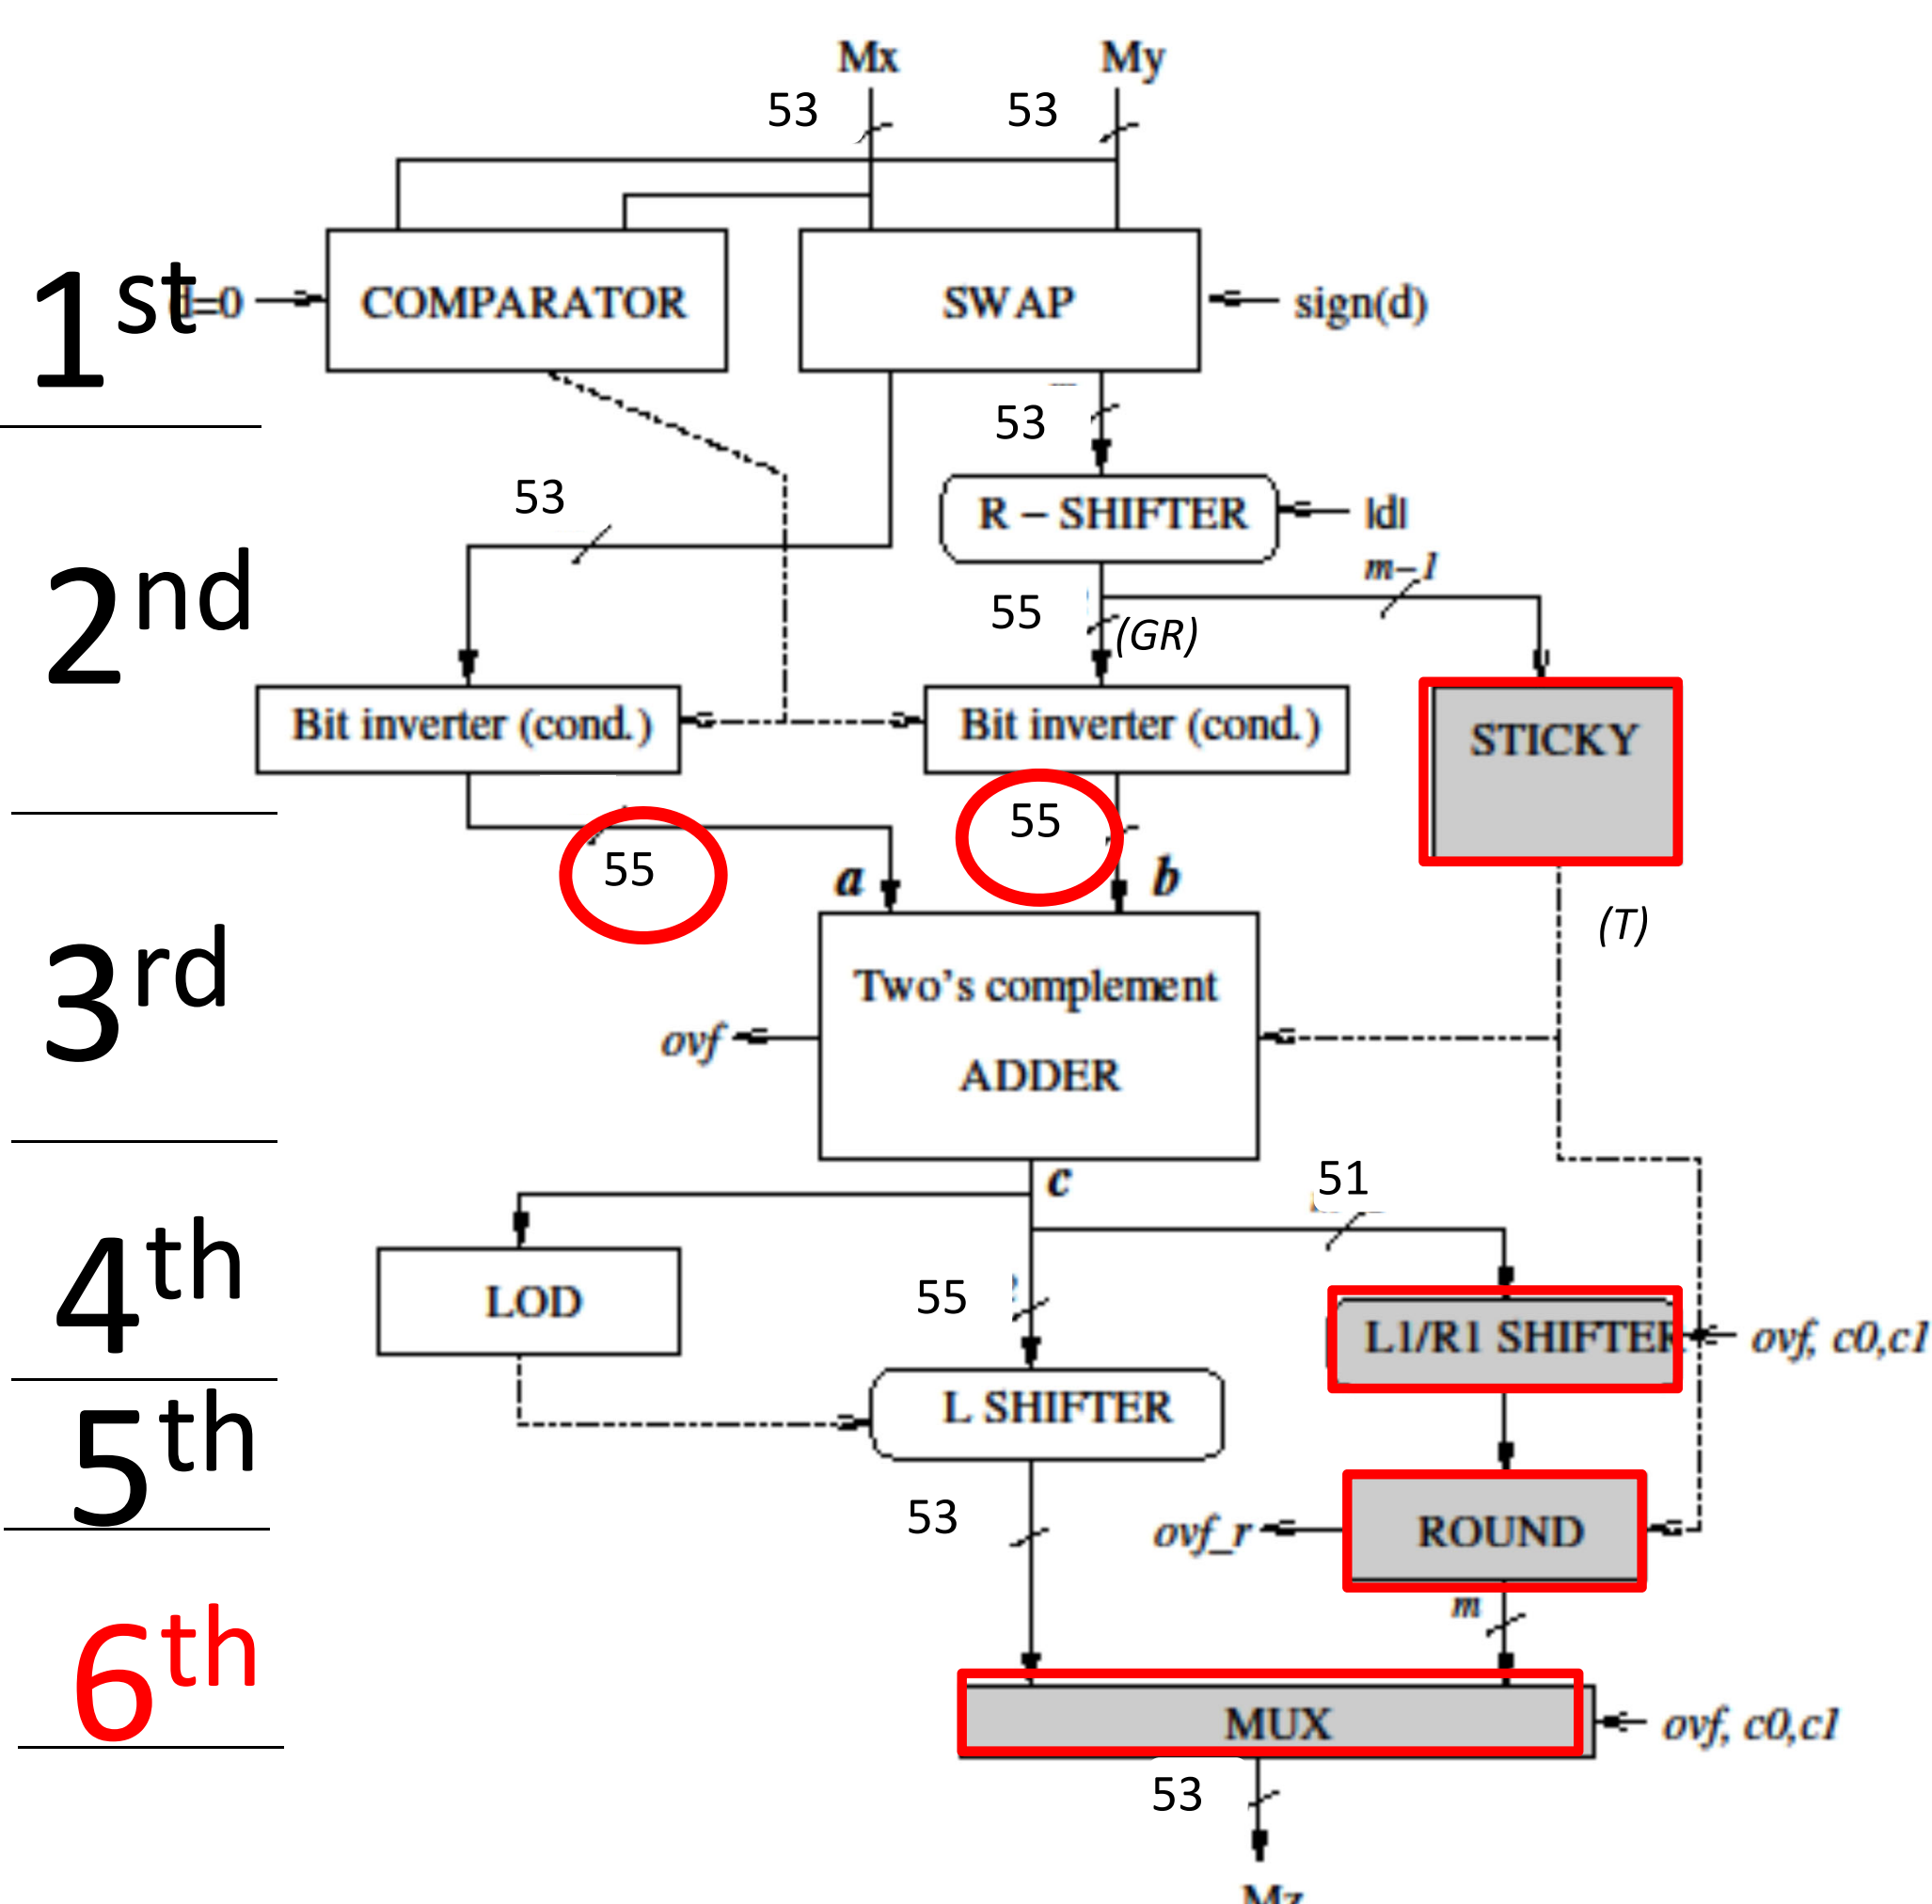 Mx My
53 53
1st
d=0
COMPARATOR
SWAP
sign(d)
53
53
R – SHIFTER
|d|
m–1
2nd
55
(GR)
Bit inverter (cond.)
Bit inverter (cond.)
STICKY
55
55
a
b
(T)
3rd
Two's complement
ADDER
ovf
c
51
4th
LOD
55
L1/R1 SHIFTER
ovf, c0,c1
5th
L SHIFTER
53
ovf_r
ROUND
m
6th
MUX
ovf, c0,c1
53
Mz